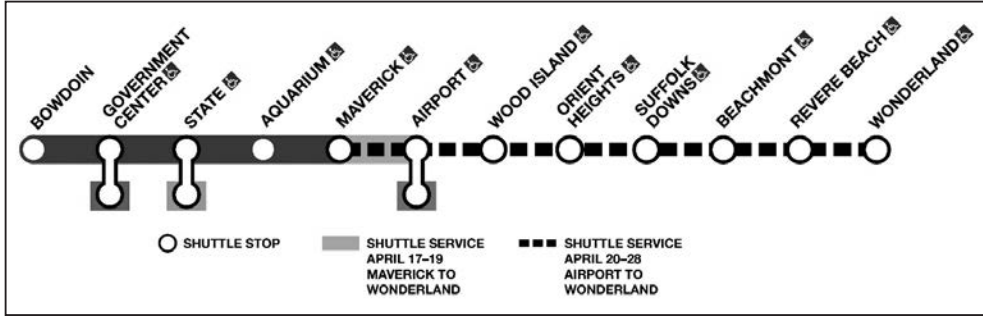 BOWDOIN
GOVERNMENT
CENTER
STATE
AQUARIUM
MAVERICK
AIRPORT
WOOD ISLAND
ORIENT
HEIGHTS
SUFFOLK
DOWNS
BEACHMONT
REVERE BEACH
WONDERLAND
SHUTTLE STOP
SHUTTLE SERVICE
APRIL 17–19
MAVERICK TO
WONDERLAND
SHUTTLE SERVICE
APRIL 20–28
AIRPORT TO
WONDERLAND